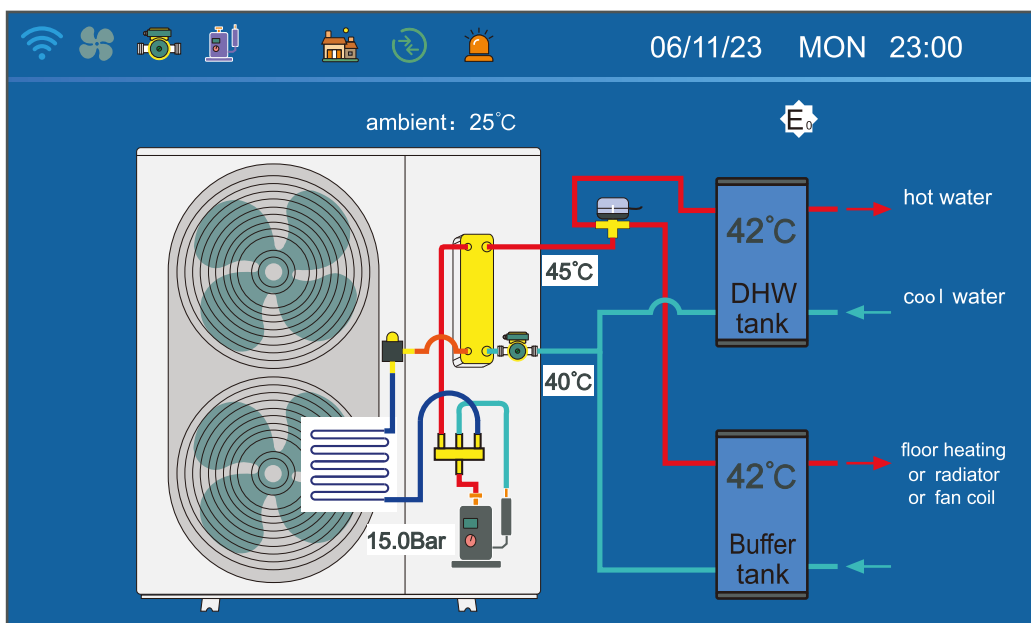 06/11/23 MON 23:00
ambient: 25°C
E0
hot water
42°C
45°C
DHW
tank
cool water
40°C
floor heating
or radiator
or fan coil
42°C
15.0Bar
Buffer
tank